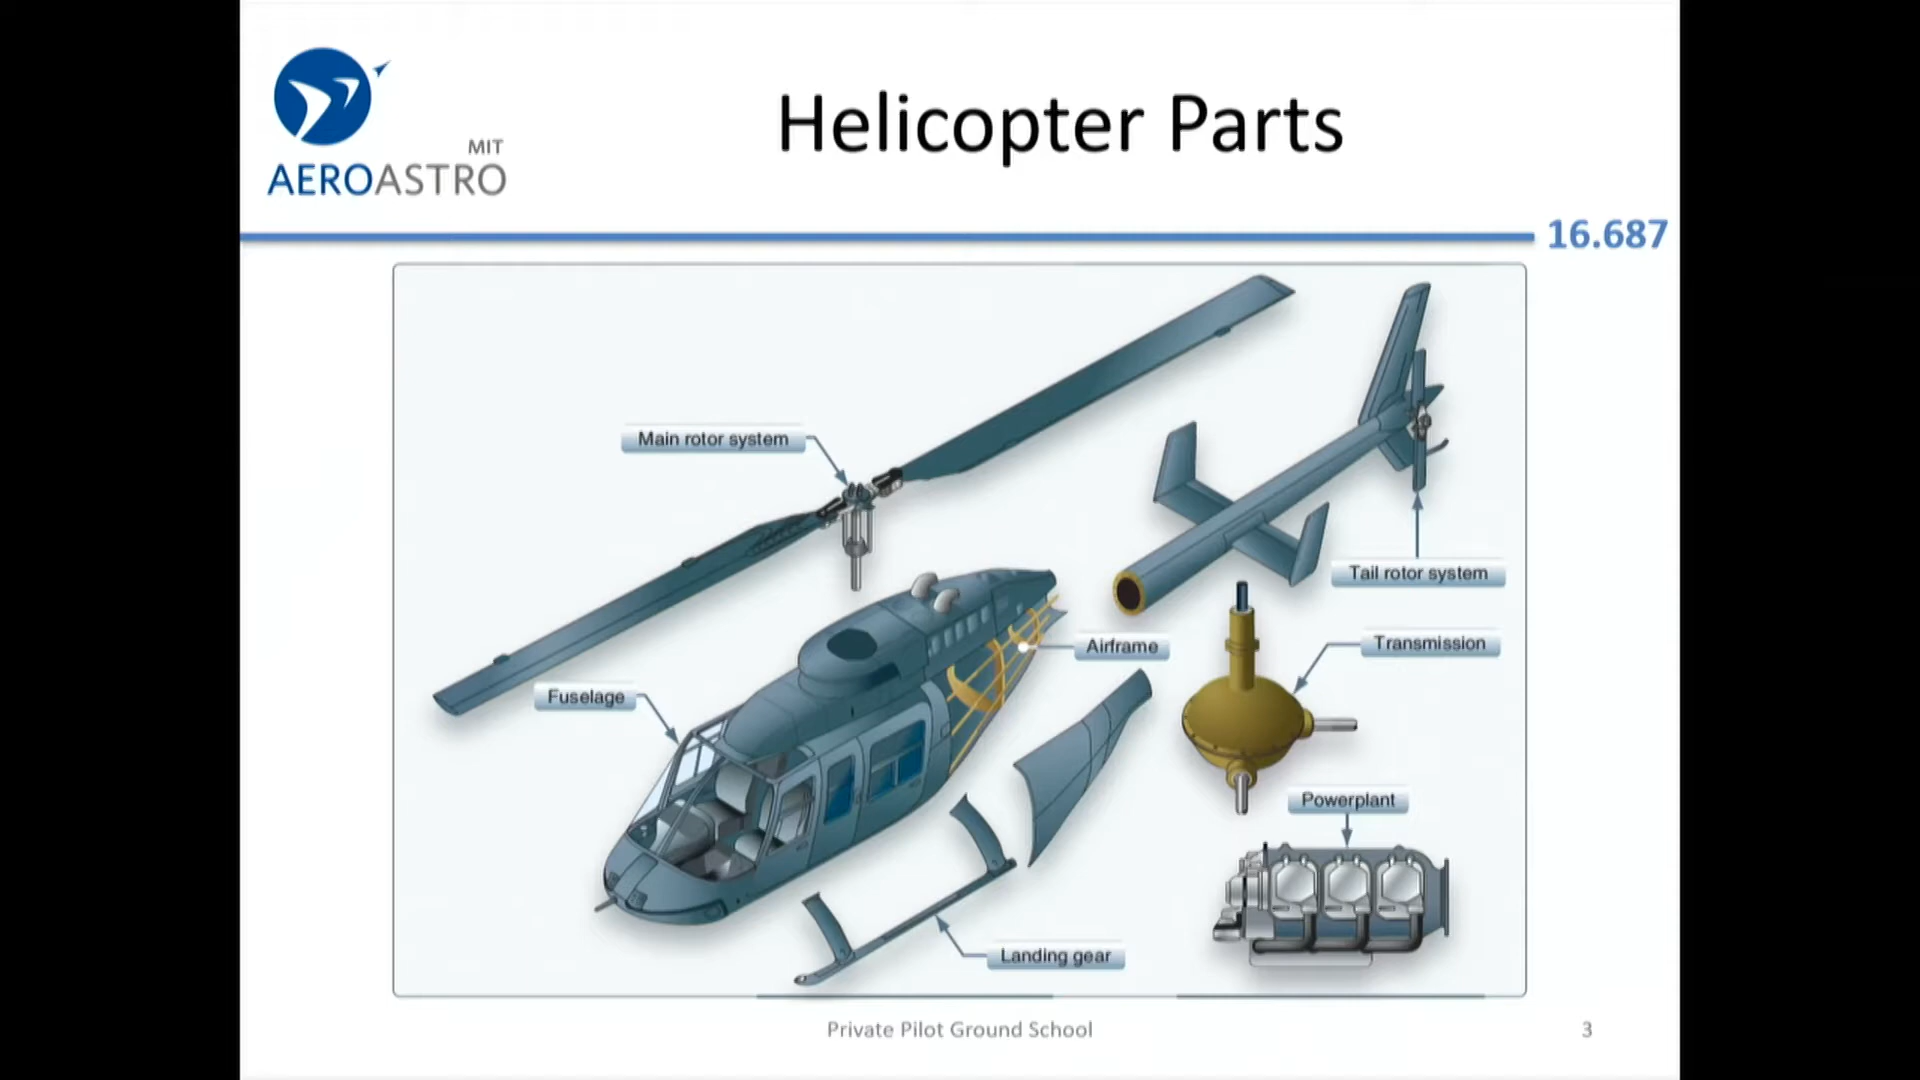 MIT
AEROASTRO
Helicopter Parts
16.687
Main rotor system
Tail rotor system
Airframe
Transmission
Fuselage
Powerplant
Landing gear
Private Pilot Ground School
3